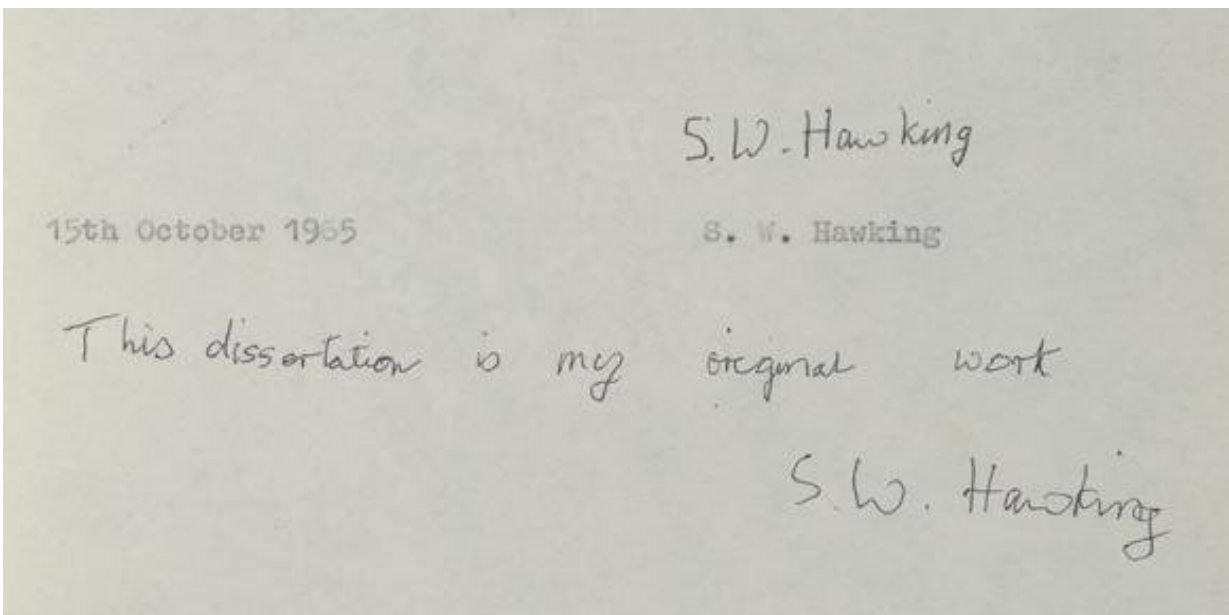 S. W. Hawking
15th October 1965 S. W. Hawking
This dissertation is my original work
S. W. Hawking